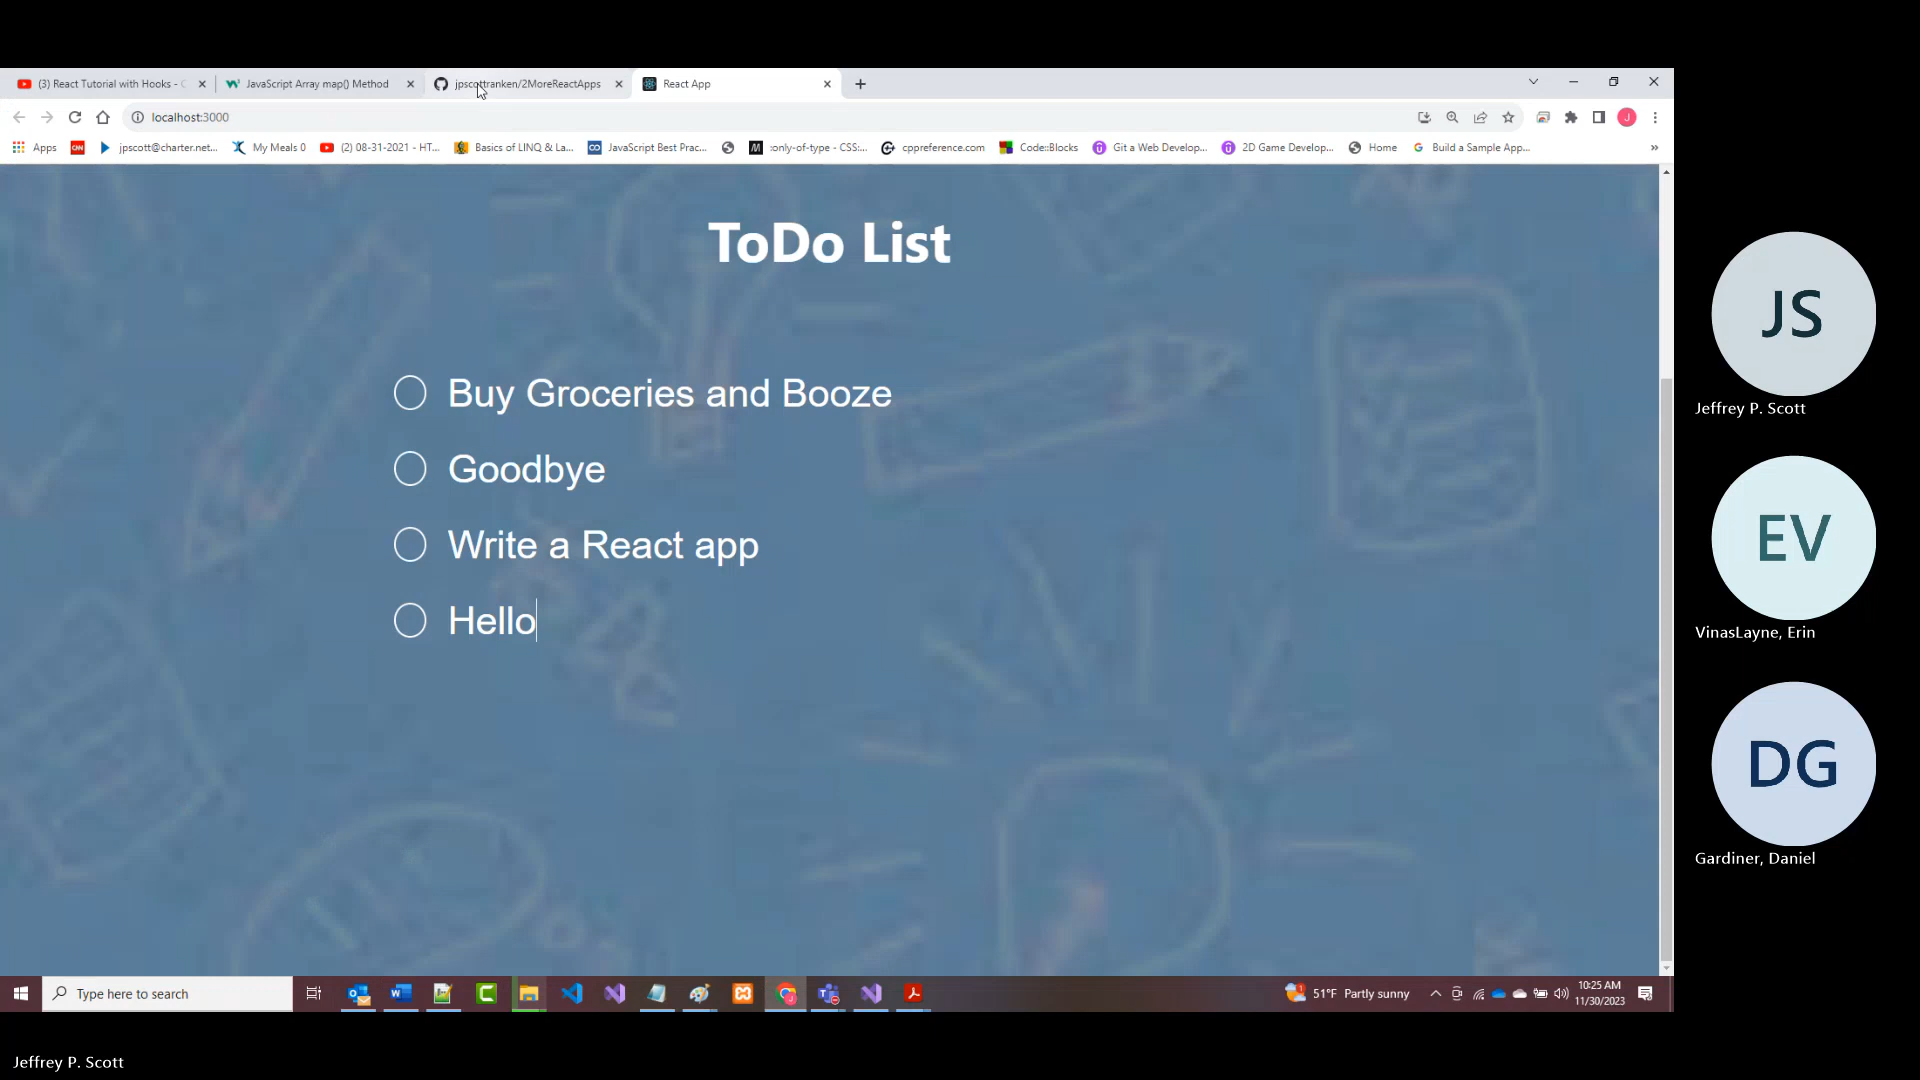 (3) React Tutorial with Hooks - C
JavaScript Array map() Method
jpscottranken/2MoreReactApps
React App
localhost:3000
J
Apps
CNN
jpscott@charter.net...
My Meals 0
(2) 08-31-2021 - HT...
Basics of LINQ & La...
JavaScript Best Prac...
M
:only-of-type - CSS:...
cppreference.com
Code::Blocks
Git a Web Develop...
2D Game Develop...
Home
Build a Sample App...
»
ToDo List
Buy Groceries and Booze
Goodbye
Write a React app
Hello
JS
Jeffrey P. Scott
EV
VinasLayne, Erin
DG
Gardiner, Daniel
Type here to search
51°F Partly sunny
10:25 AM
11/30/2023
Jeffrey P. Scott